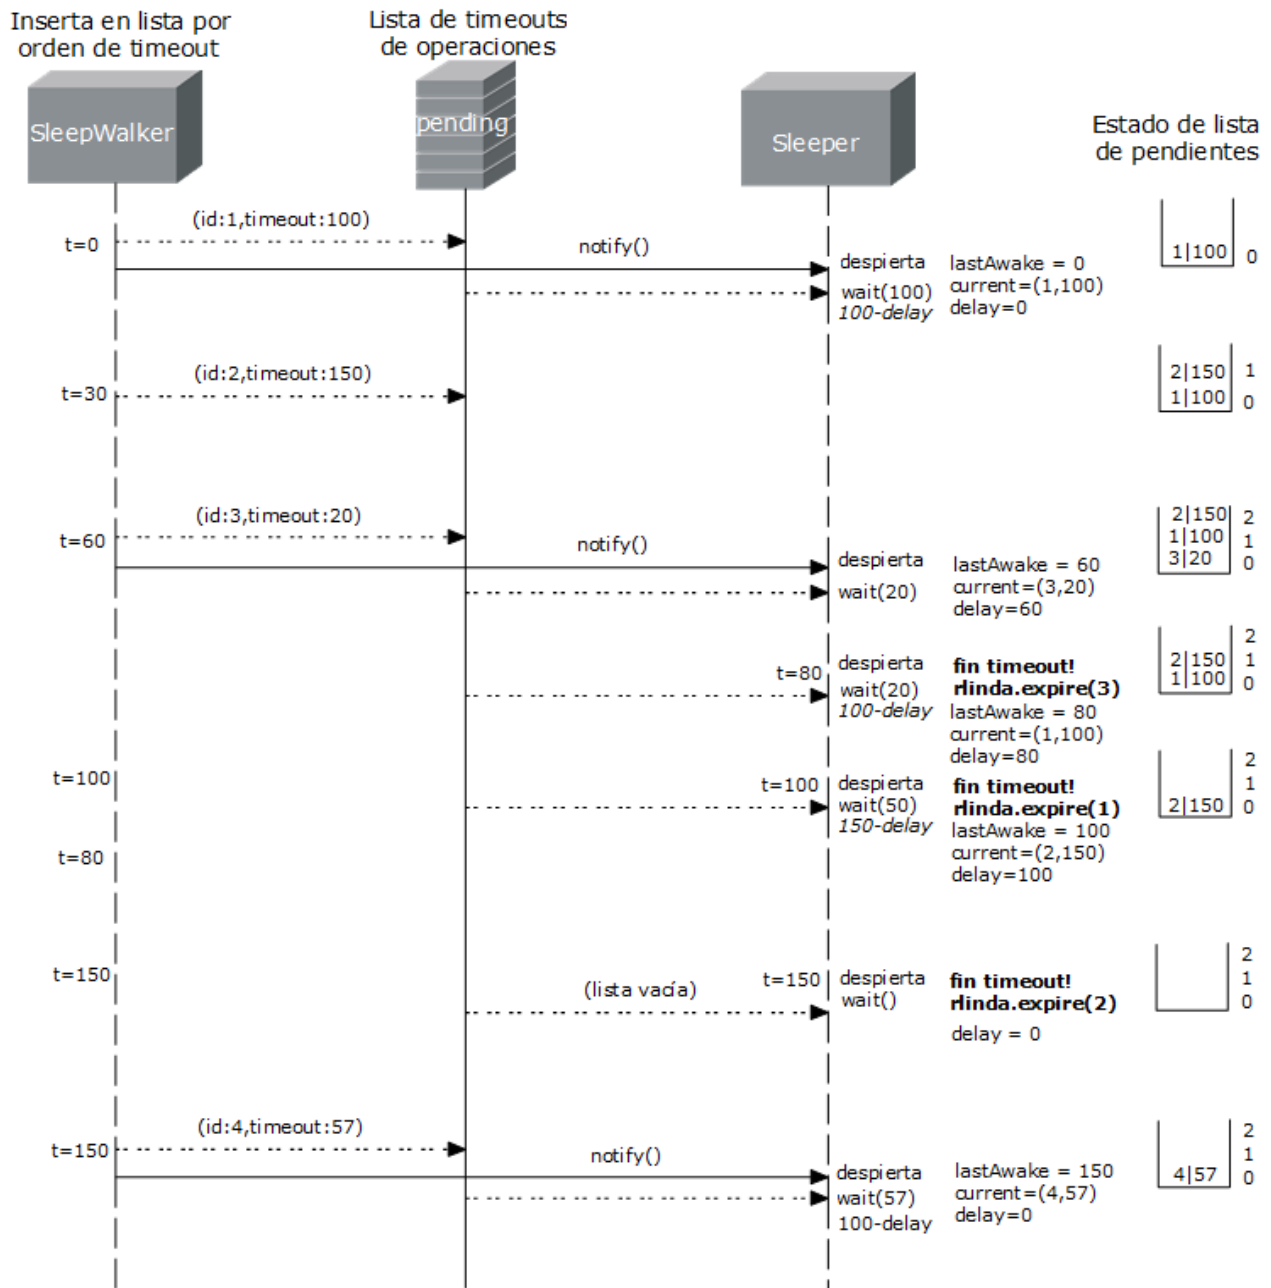 Inserta en lista por
orden de timeout
Lista de timeouts
de operaciones
SleepWalker
pending
Sleeper
Estado de lista
de pendientes
(id:1,timeout:100)
t=0
notify()
despierta
lastAwake = 0
wait(100)
current=(1,100)
100-delay
delay=0
1|100
0
(id:2,timeout:150)
t=30
2|150
1
1|100
0
(id:3,timeout:20)
t=60
notify()
despierta
lastAwake = 60
wait(20)
current=(3,20)
delay=60
2|150
2
1|100
1
3|20
0
t=80
despierta
fin timeout!
wait(20)
rlinda.expire(3)
100-delay
lastAwake = 80
current=(1,100)
delay=80
2
2|150
1
1|100
0
t=100
t=100
despierta
fin timeout!
wait(50)
rlinda.expire(1)
150-delay
lastAwake = 100
current=(2,150)
delay=100
2
1
2|150
0
t=80
t=150
(lista vacía)
t=150
despierta
fin timeout!
wait()
rlinda.expire(2)
delay = 0
2
1
0
(id:4,timeout:57)
t=150
notify()
despierta
lastAwake = 150
wait(57)
current=(4,57)
100-delay
delay=0
2
1
4|57
0